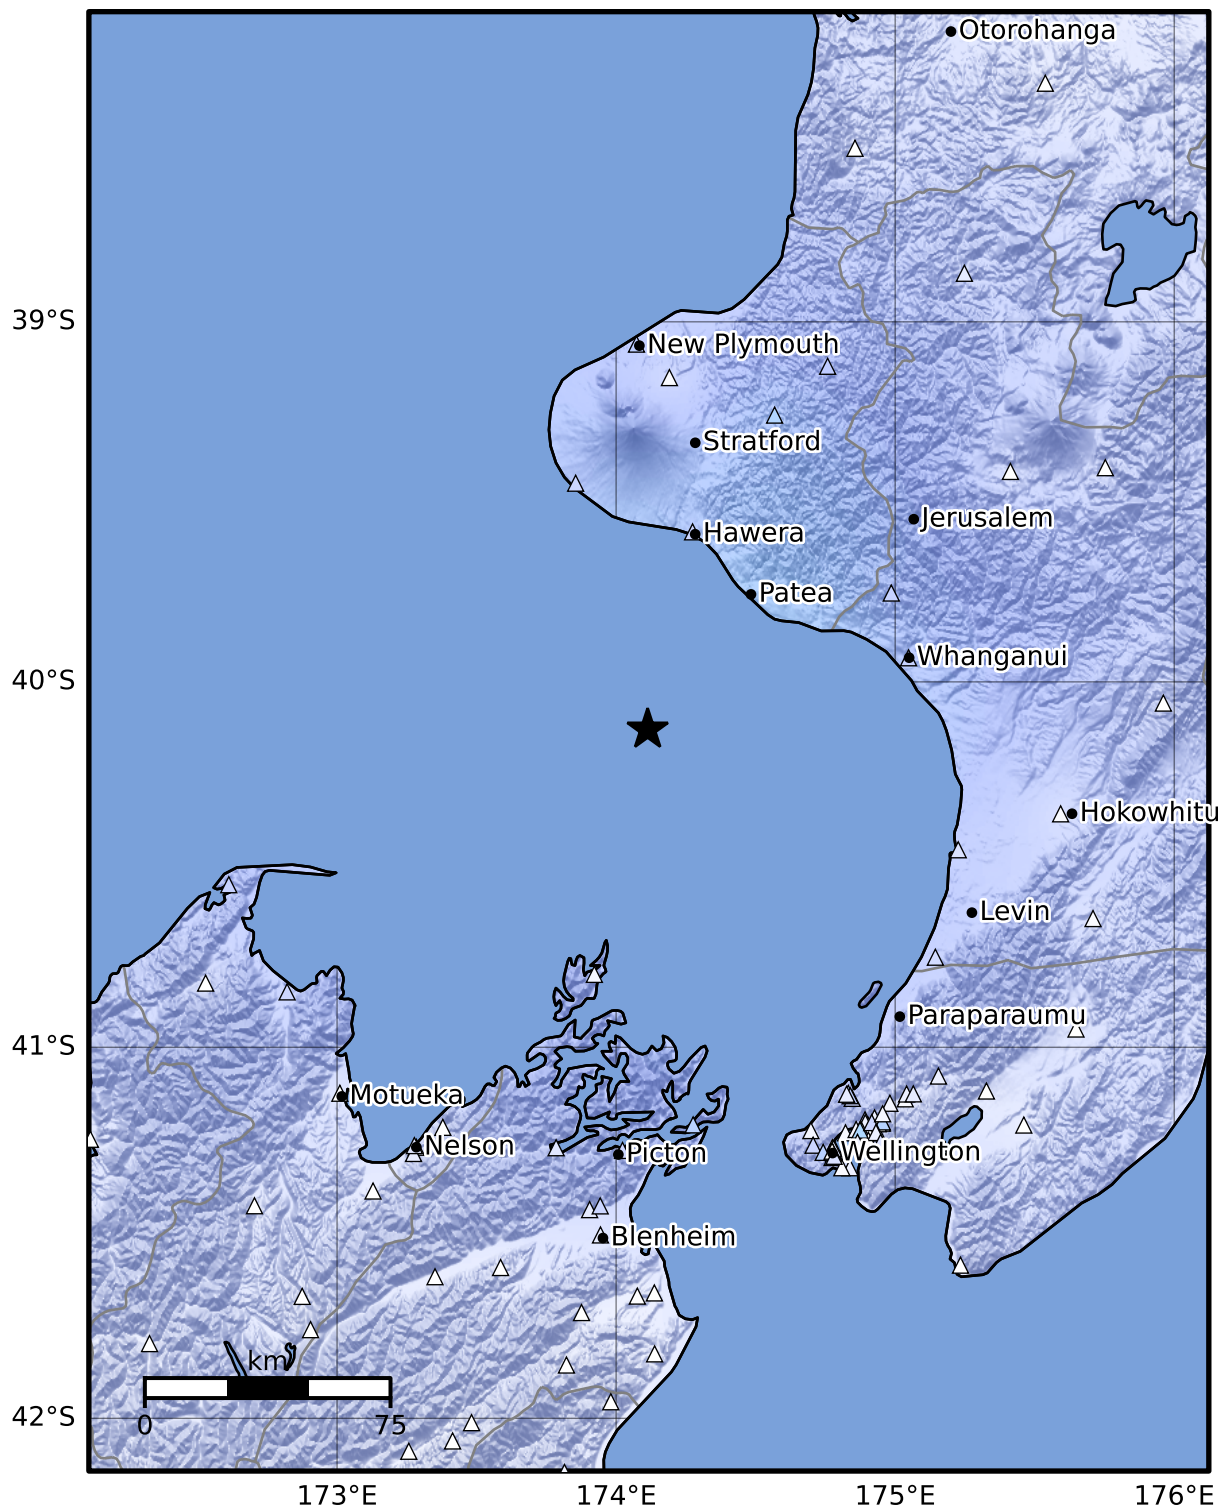 Otorohanga
39°S
New Plymouth
Stratford
Jerusalem
Hawera
Patea
Whanganui
40°S
Hokowhitu
Levin
Paraparaumu
41°S
Motueka
Nelson
Picton
Wellington
Blenheim
km
0
75
42°S
173°E
174°E
175°E
176°E